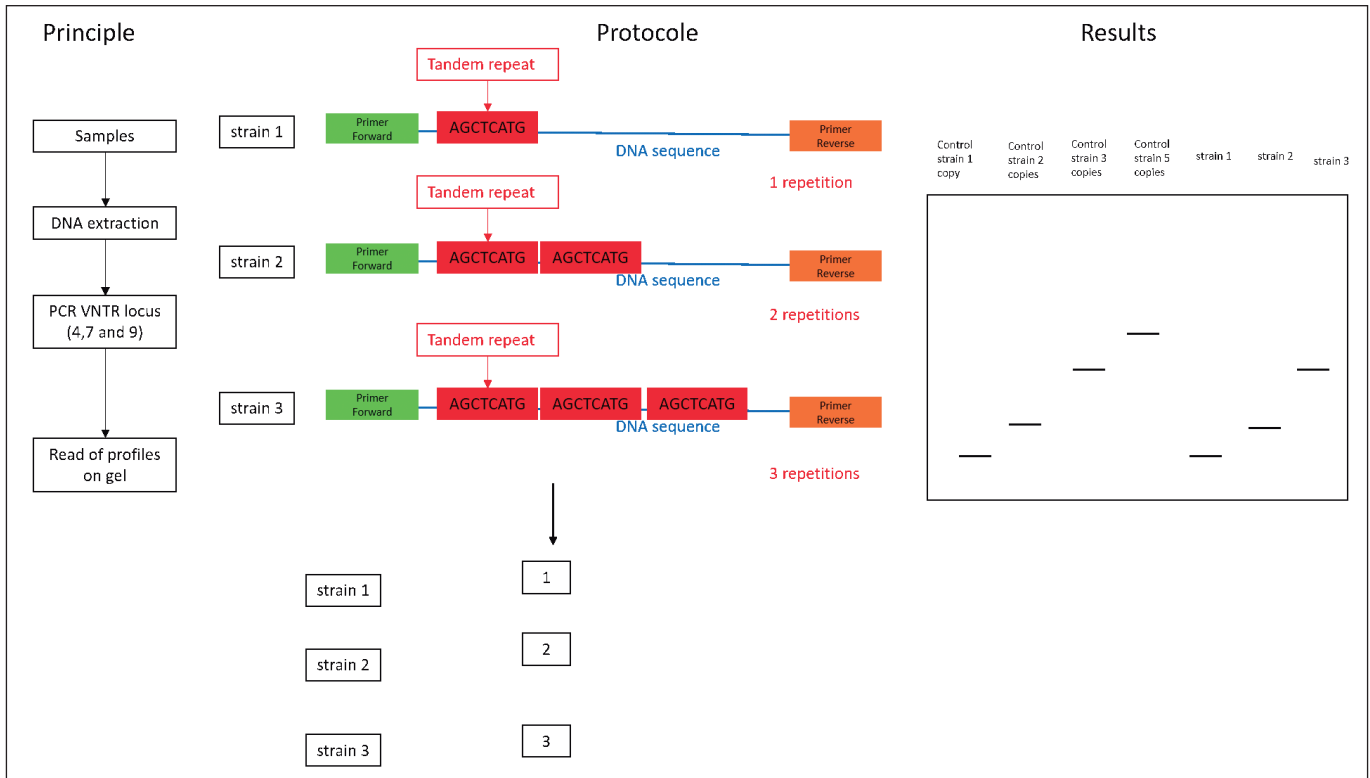 Principle
Protocole
Results
Samples
DNA extraction
PCR VNTR locus
(4,7 and 9)
Read of profiles
on gel
Tandem repeat
strain 1
Primer
Forward
AGCTCATG
DNA sequence
Primer
Reverse
1 repetition
Tandem repeat
strain 2
Primer
Forward
AGCTCATG
AGCTCATG
DNA sequence
Primer
Reverse
2 repetitions
Tandem repeat
strain 3
Primer
Forward
AGCTCATG
AGCTCATG
AGCTCATG
DNA sequence
Primer
Reverse
3 repetitions
strain 1
1
strain 2
2
strain 3
3
Control
strain 1
copy
Control
strain 2
copies
Control
strain 3
copies
Control
strain 5
copies
strain 1
strain 2
strain 3